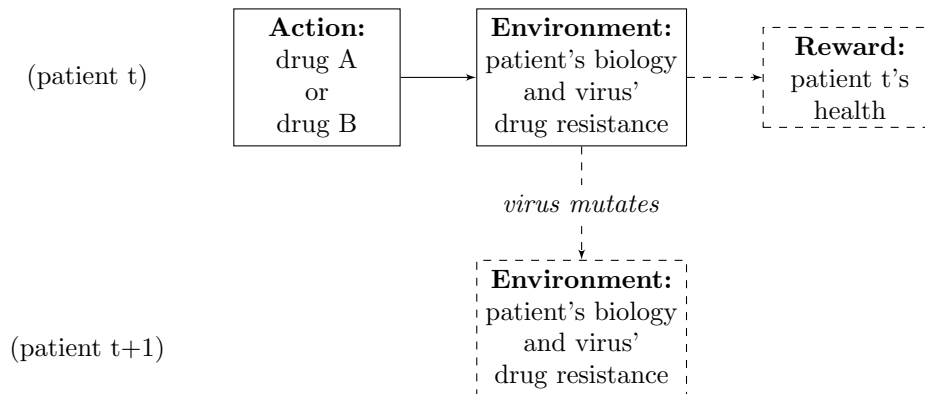 (patient t)
Action:
drug A
or
drug B
Environment:
patient's biology
and virus'
drug resistance
Reward:
patient t's
health
virus mutates
(patient t+1)
Environment:
patient's biology
and virus'
drug resistance